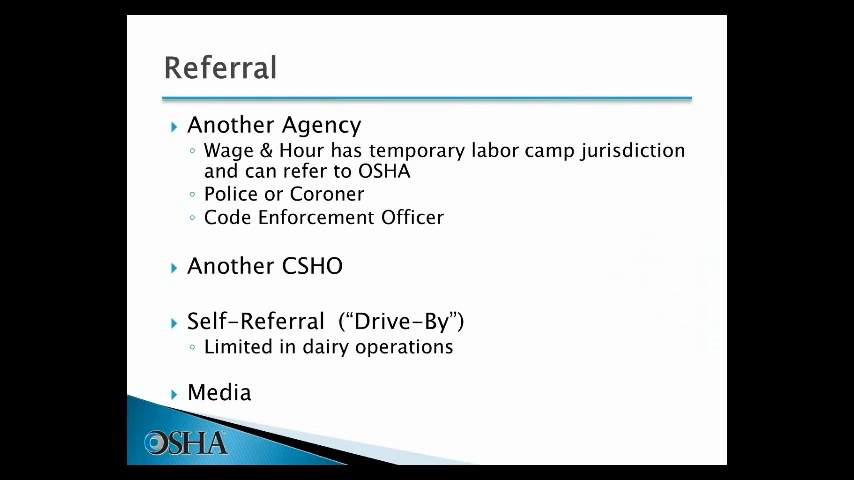 Referral
Another Agency
Wage & Hour has temporary labor camp jurisdiction
and can refer to OSHA
Police or Coroner
Code Enforcement Officer
Another CSHO
Self-Referral (“Drive-By”)
Limited in dairy operations
Media
OSHA